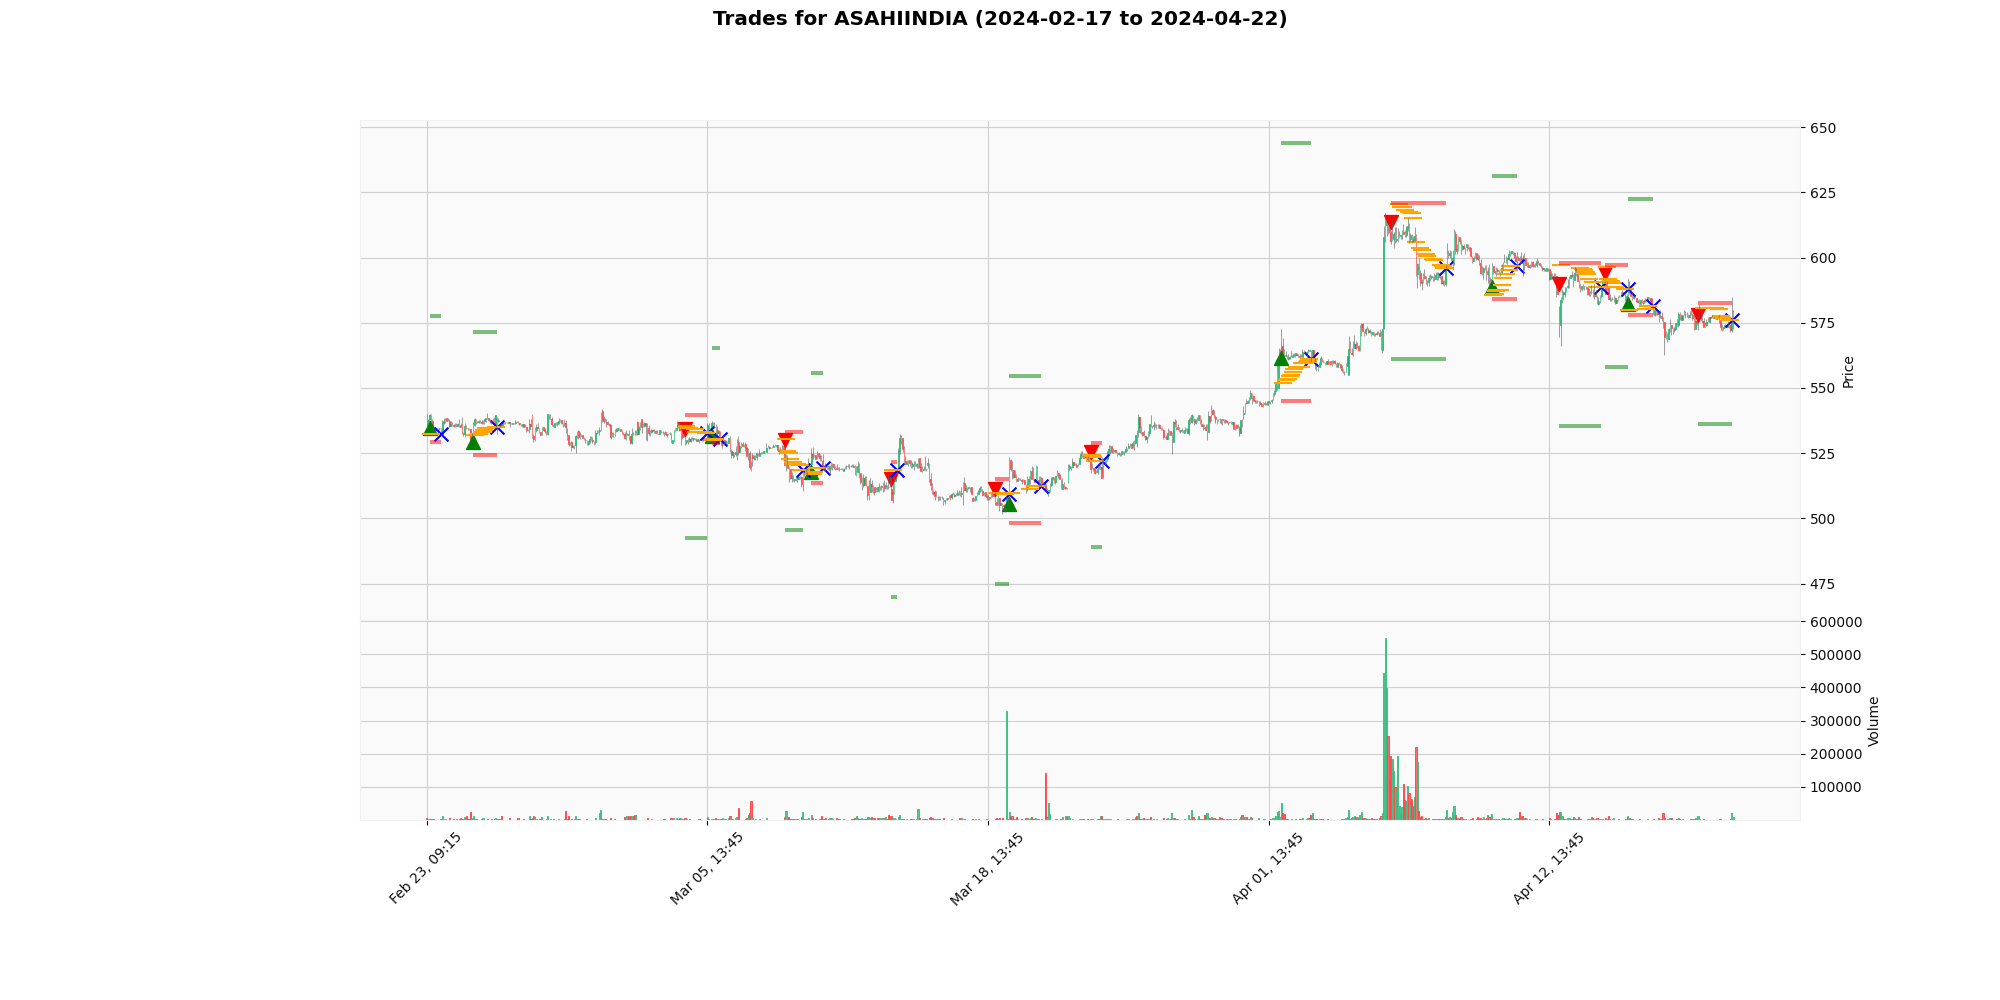 Trades for ASAHIINDIA (2024-02-17 to 2024-04-22)
650
625
600
575
550
525
500
475
Price
600000
500000
400000
300000
200000
100000
Volume
Feb 23, 09:15
Mar 05, 13:45
Mar 18, 13:45
Apr 01, 13:45
Apr 12, 13:45